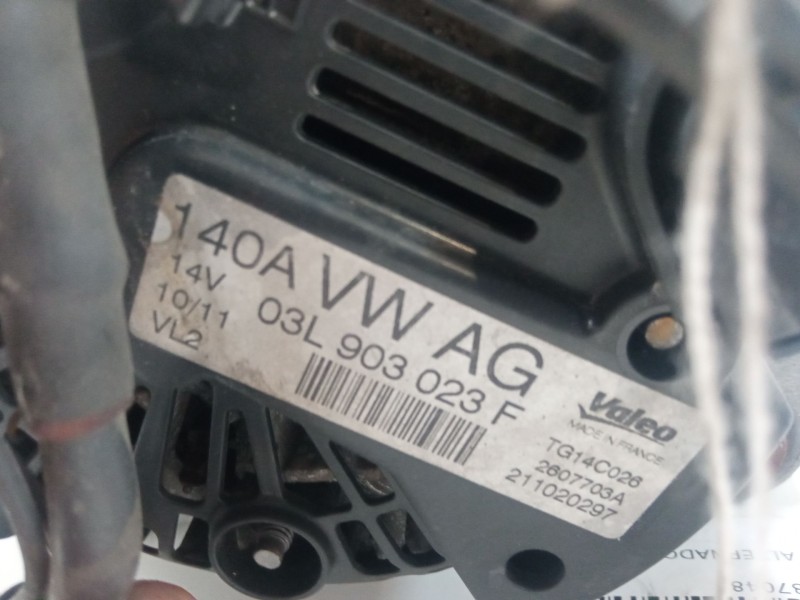 140A VW AG
14V
10/11 03L 903 023 F
VL2
Valeo
MADE IN FRANCE
TG14C026
2607703A
211020297